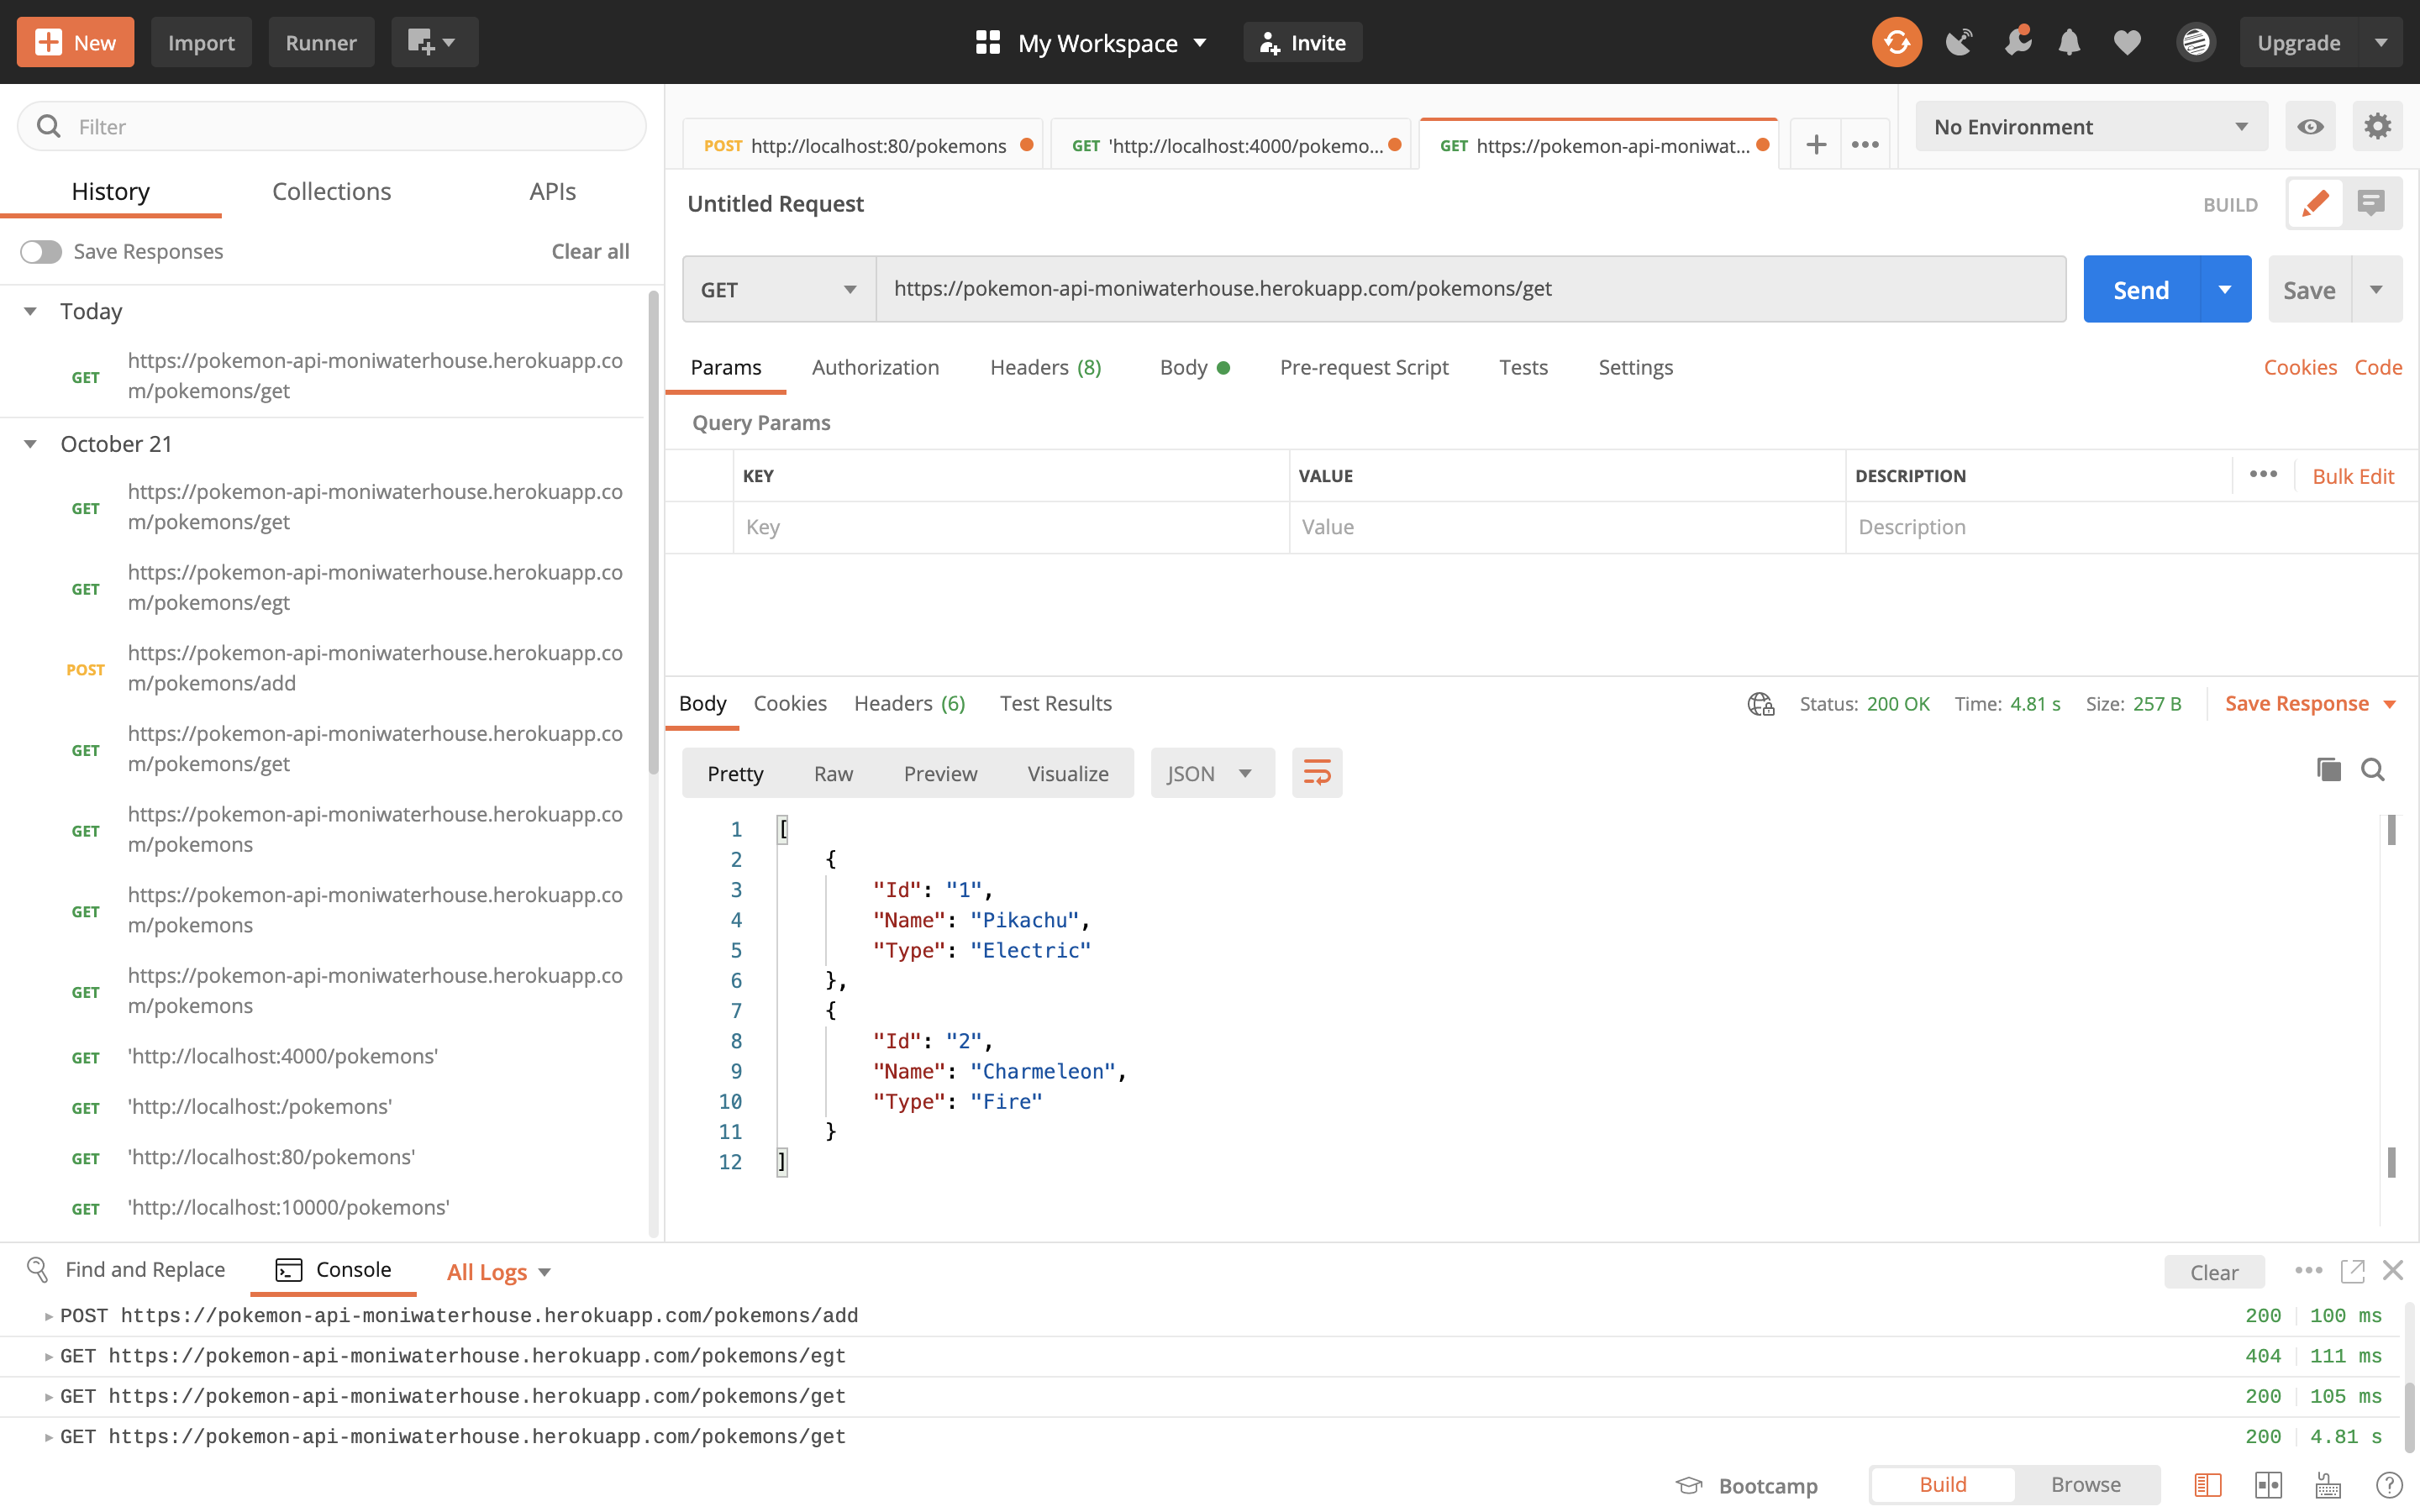 New
Import
Runner
My Workspace
Invite
Upgrade
Filter
History
Collections
APIs
Save Responses
Clear all
Today
GET https://pokemon-api-moniwaterhouse.herokuapp.co
m/pokemons/get
October 21
GET https://pokemon-api-moniwaterhouse.herokuapp.co
m/pokemons/get
GET https://pokemon-api-moniwaterhouse.herokuapp.co
m/pokemons/egt
POST https://pokemon-api-moniwaterhouse.herokuapp.co
m/pokemons/add
GET https://pokemon-api-moniwaterhouse.herokuapp.co
m/pokemons/get
GET https://pokemon-api-moniwaterhouse.herokuapp.co
m/pokemons
GET https://pokemon-api-moniwaterhouse.herokuapp.co
m/pokemons
GET https://pokemon-api-moniwaterhouse.herokuapp.co
m/pokemons
GET 'http://localhost:4000/pokemons'
GET 'http://localhost:/pokemons'
GET 'http://localhost:80/pokemons'
GET 'http://localhost:10000/pokemons'
POST http://localhost:80/pokemons
GET 'http://localhost:4000/pokemo...
GET https://pokemon-api-moniwat...
No Environment
Untitled Request
BUILD
GET
https://pokemon-api-moniwaterhouse.herokuapp.com/pokemons/get
Send
Save
Params
Authorization
Headers (8)
Body
Pre-request Script
Tests
Settings
Cookies
Code
Query Params
KEY
VALUE
DESCRIPTION
Bulk Edit
Key
Value
Description
Body
Cookies
Headers (6)
Test Results
Status: 200 OK
Time: 4.81 s
Size: 257 B
Save Response
Pretty
Raw
Preview
Visualize
JSON
1 [
2 {
3 "Id": "1",
4 "Name": "Pikachu",
5 "Type": "Electric"
6 },
7 {
8 "Id": "2",
9 "Name": "Charmeleon",
10 "Type": "Fire"
11 }
12 ]
Find and Replace
Console
All Logs
Clear
POST https://pokemon-api-moniwaterhouse.herokuapp.com/pokemons/add 200 100 ms
GET https://pokemon-api-moniwaterhouse.herokuapp.com/pokemons/egt 404 111 ms
GET https://pokemon-api-moniwaterhouse.herokuapp.com/pokemons/get 200 105 ms
GET https://pokemon-api-moniwaterhouse.herokuapp.com/pokemons/get 200 4.81 s
Bootcamp
Build
Browse